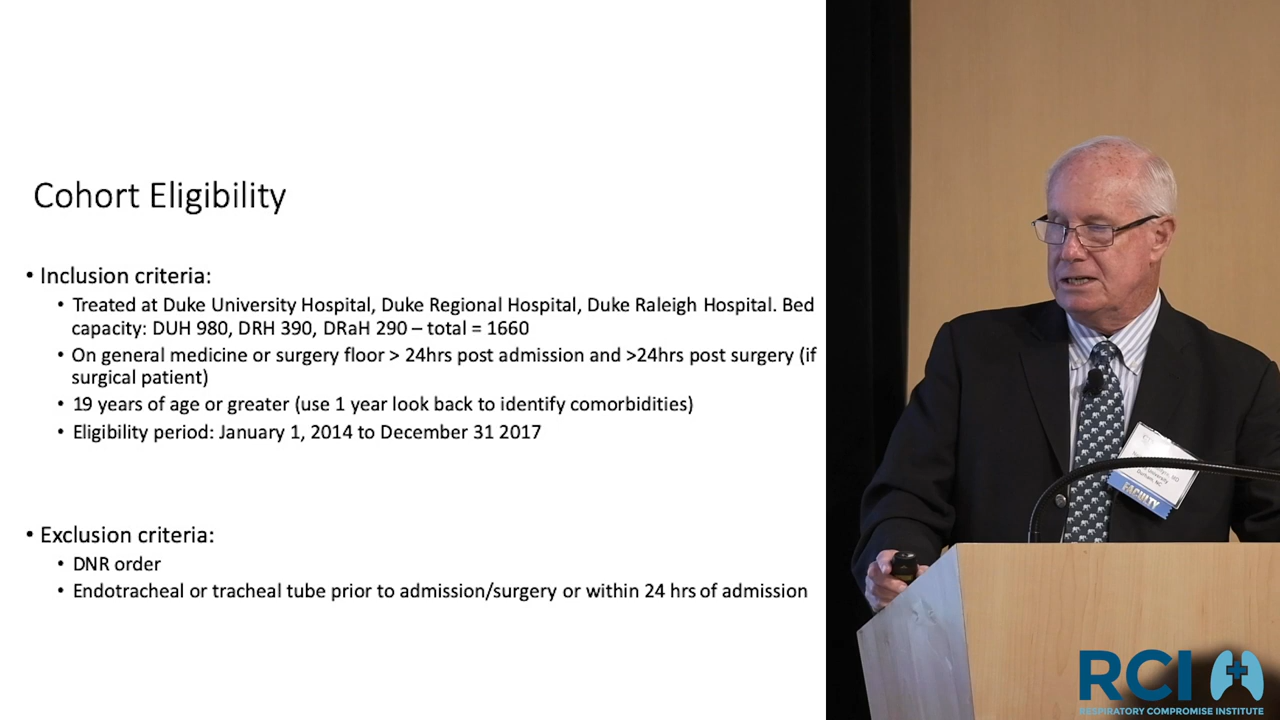 Cohort Eligibility
• Inclusion criteria:
• Treated at Duke University Hospital, Duke Regional Hospital, Duke Raleigh Hospital. Bed
capacity: DUH 980, DRH 390, DRaH 290 – total = 1660
• On general medicine or surgery floor > 24hrs post admission and >24hrs post surgery (if
surgical patient)
• 19 years of age or greater (use 1 year look back to identify comorbidities)
• Eligibility period: January 1, 2014 to December 31 2017
• Exclusion criteria:
• DNR order
• Endotracheal or tracheal tube prior to admission/surgery or within 24 hrs of admission
University
Durham, NC
FACULTY
RCI
RESPIRATORY COMPROMISE INSTITUTE